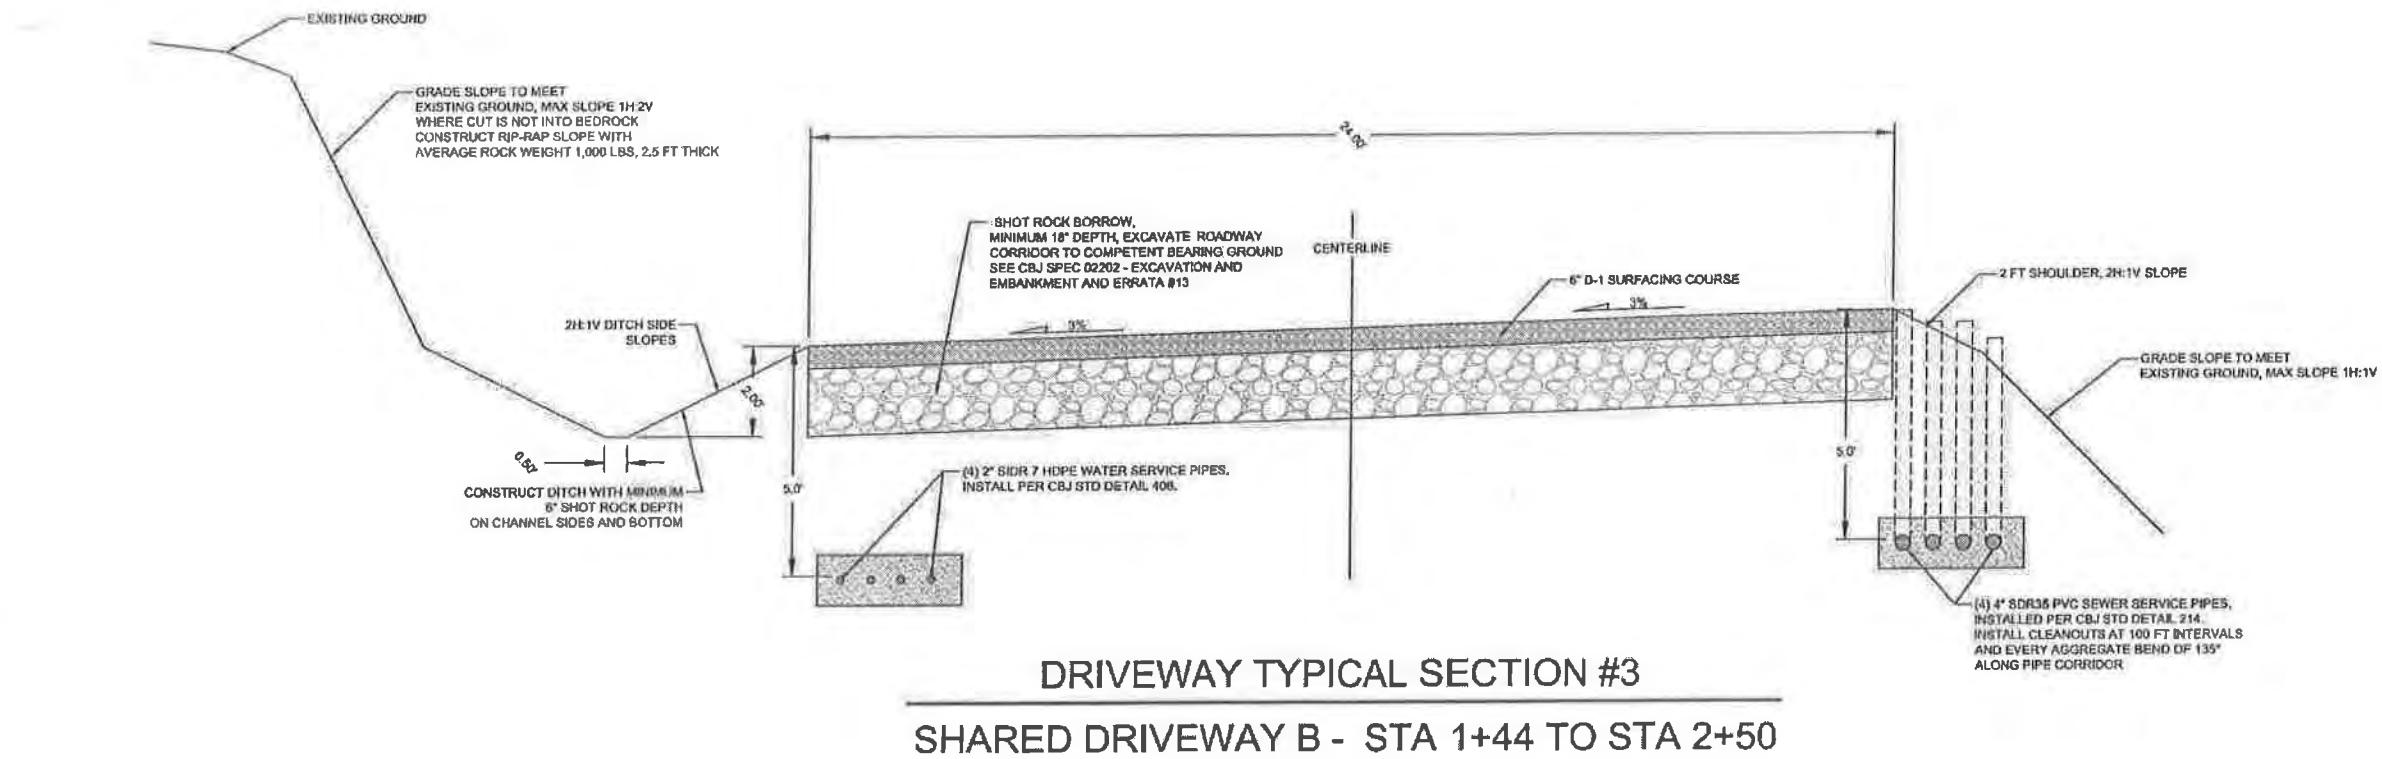 EXISTING GROUND
GRADE SLOPE TO MEET
EXISTING GROUND, MAX SLOPE 1H:2V
WHERE CUT IS NOT INTO BEDROCK
CONSTRUCT RIP-RAP SLOPE WITH
AVERAGE ROCK WEIGHT 1,000 LBS, 2.5 FT THICK
24.00'
SHOT ROCK BORROW,
MINIMUM 18" DEPTH, EXCAVATE ROADWAY
CORRIDOR TO COMPETENT BEARING GROUND
SEE CBJ SPEC 02202 - EXCAVATION AND
EMBANKMENT AND ERRATA #13
CENTERLINE
6" D-1 SURFACING COURSE
2 FT SHOULDER, 2H:1V SLOPE
3%
3%
2H:1V DITCH SIDE
SLOPES
2.00'
GRADE SLOPE TO MEET
EXISTING GROUND, MAX SLOPE 1H:1V
0.50'
5.0'
5.0'
CONSTRUCT DITCH WITH MINIMUM
6" SHOT ROCK DEPTH
ON CHANNEL SIDES AND BOTTOM
(4) 2" SIDR 7 HDPE WATER SERVICE PIPES.
INSTALL PER CBJ STD DETAIL 406.
(4) 4" SDR35 PVC SEWER SERVICE PIPES,
INSTALLED PER CBJ STD DETAIL 214.
INSTALL CLEANOUTS AT 100 FT INTERVALS
AND EVERY AGGREGATE BEND OF 135°
ALONG PIPE CORRIDOR
DRIVEWAY TYPICAL SECTION #3
SHARED DRIVEWAY B - STA 1+44 TO STA 2+50